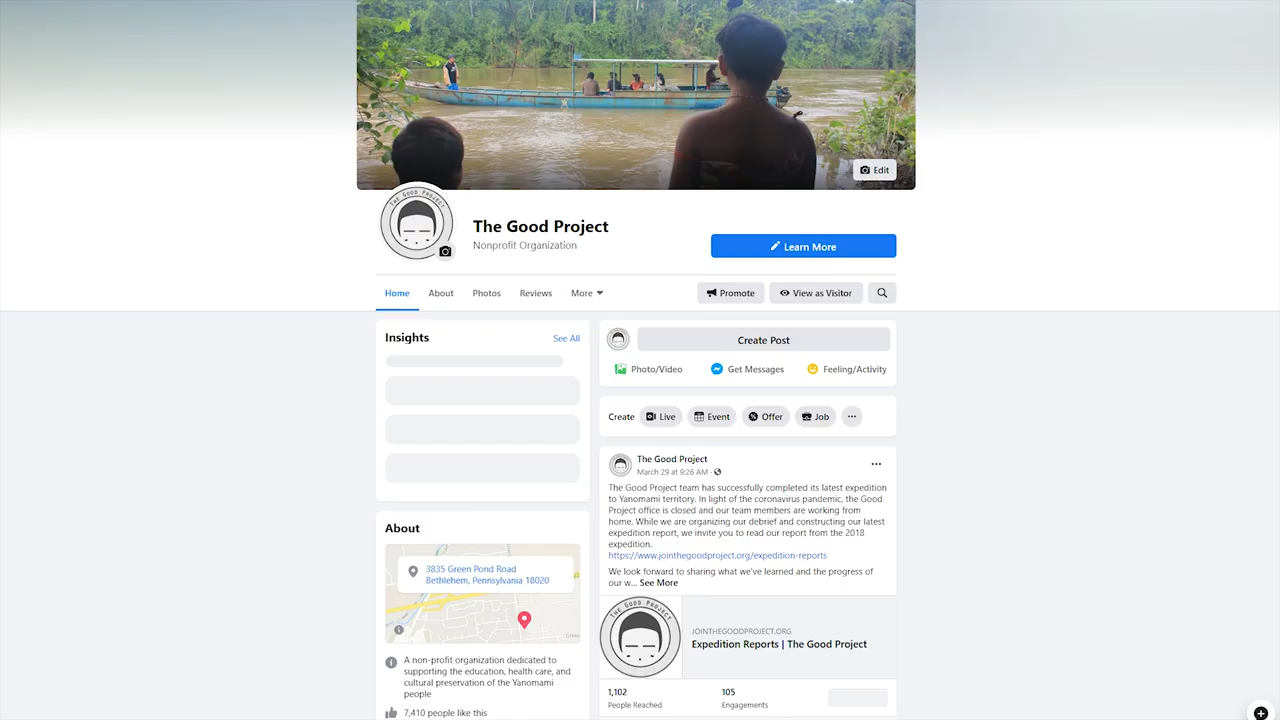 Edit
THE GOOD PROJECT
The Good Project
Nonprofit Organization
Learn More
Home
About
Photos
Reviews
More
Promote
View as Visitor
Insights
See All
Create Post
Photo/Video
Get Messages
Feeling/Activity
Create
Live
Event
Offer
Job
The Good Project
March 29 at 9:26 AM ·
The Good Project team has successfully completed its latest expedition
to Yanomami territory. In light of the coronavirus pandemic, the Good
Project office is closed and our team members are working from
home. While we are organizing our debrief and constructing our latest
expedition report, we invite you to read our report from the 2018
expedition.
https://www.jointhegoodproject.org/expedition-reports
We look forward to sharing what we've learned and the progress of
our w... See More
THE GOOD PROJECT
JOINTHEGOODPROJECT.ORG
Expedition Reports | The Good Project
1,102
People Reached
105
Engagements
About
3835 Green Pond Road
Bethlehem, Pennsylvania 18020
Green
A non-profit organization dedicated to
supporting the education, health care, and
cultural preservation of the Yanomami
people
7,410 people like this